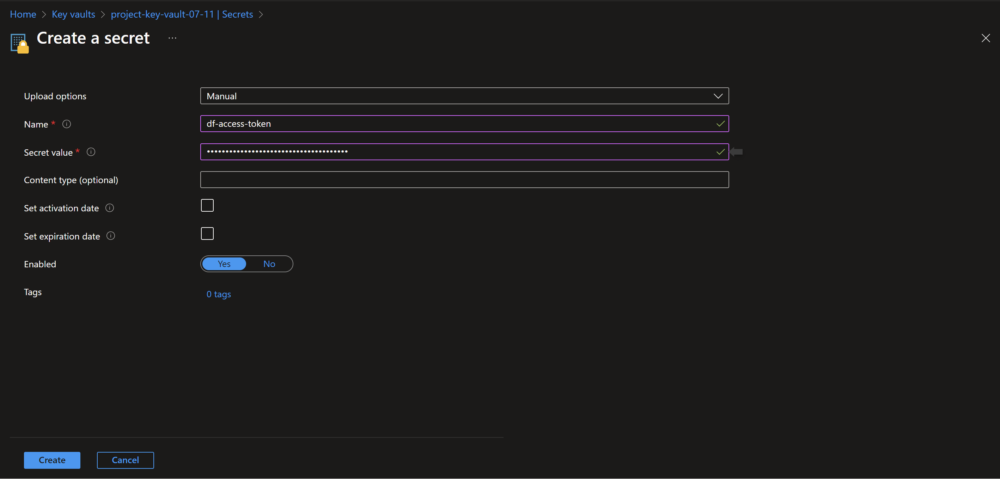 Home > Key vaults > project-key-vault-07-11 | Secrets >
Create a secret ...
Upload options Manual
Name * df-access-token
Secret value * ••••••••••••••••••••••••••••••••••••••
Content type (optional)
Set activation date
Set expiration date
Enabled Yes No
Tags 0 tags
Create Cancel